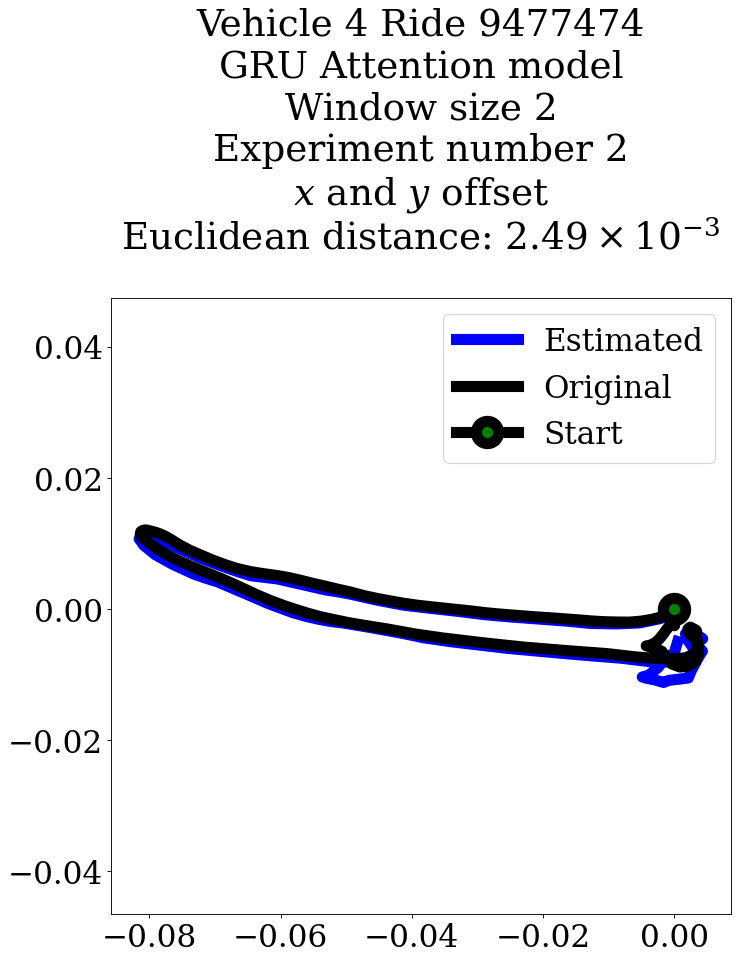 Vehicle 4 Ride 9477474
GRU Attention model
Window size 2
Experiment number 2
x and y offset
Euclidean distance: 2.49 × 10⁻³
Estimated
Original
Start
0.04
0.02
0.00
−0.02
−0.04
−0.08 −0.06 −0.04 −0.02 0.00